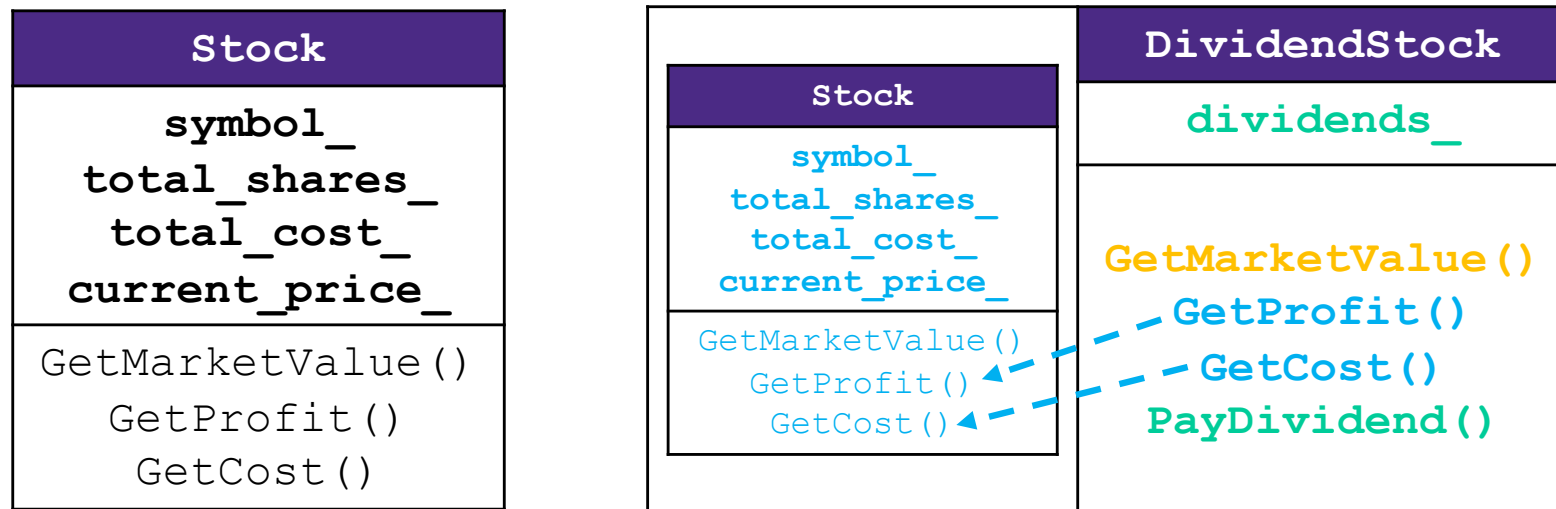 Stock
symbol_
total_shares_
total_cost_
current_price_
GetMarketValue()
GetProfit()
GetCost()
Stock
symbol_
total_shares_
total_cost_
current_price_
GetMarketValue()
GetProfit()
GetCost()
DividendStock
dividends_
GetMarketValue()
GetProfit()
GetCost()
PayDividend()